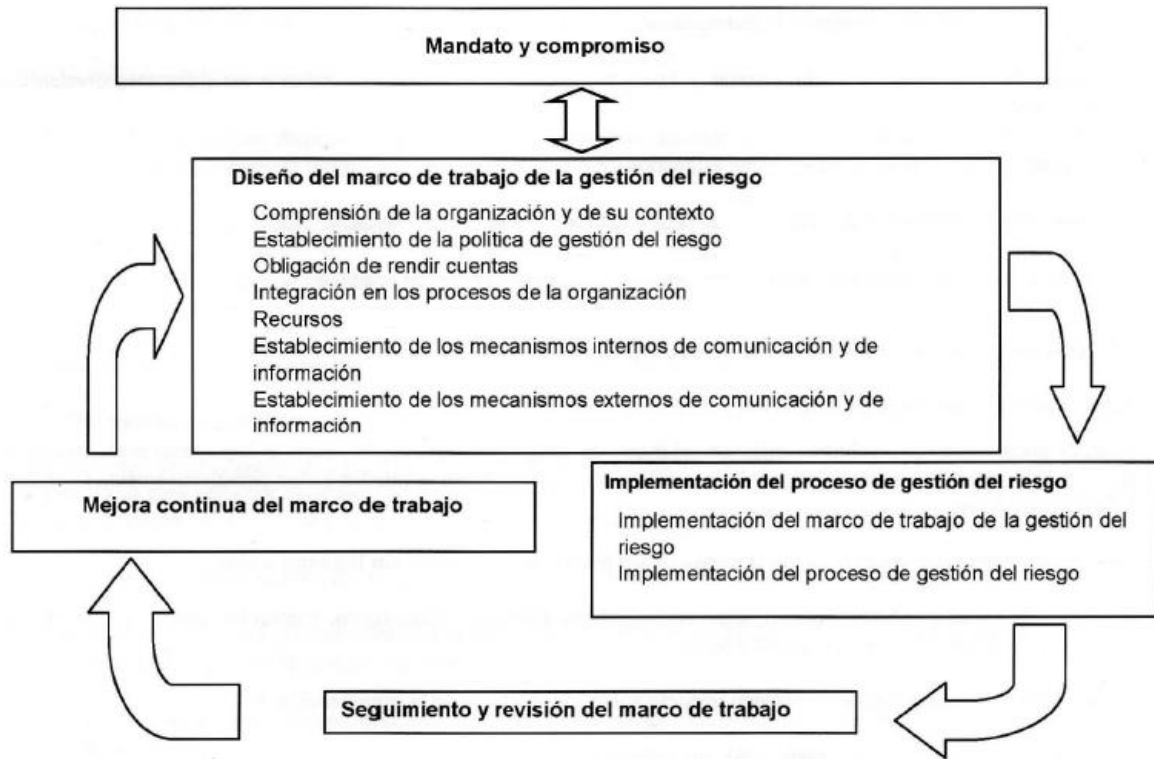 Mandato y compromiso
Diseño del marco de trabajo de la gestión del riesgo
Comprensión de la organización y de su contexto
Establecimiento de la política de gestión del riesgo
Obligación de rendir cuentas
Integración en los procesos de la organización
Recursos
Establecimiento de los mecanismos internos de comunicación y de
información
Establecimiento de los mecanismos externos de comunicación y de
información
Implementación del proceso de gestión del riesgo
Implementación del marco de trabajo de la gestión del
riesgo
Implementación del proceso de gestión del riesgo
Mejora continua del marco de trabajo
Seguimiento y revisión del marco de trabajo